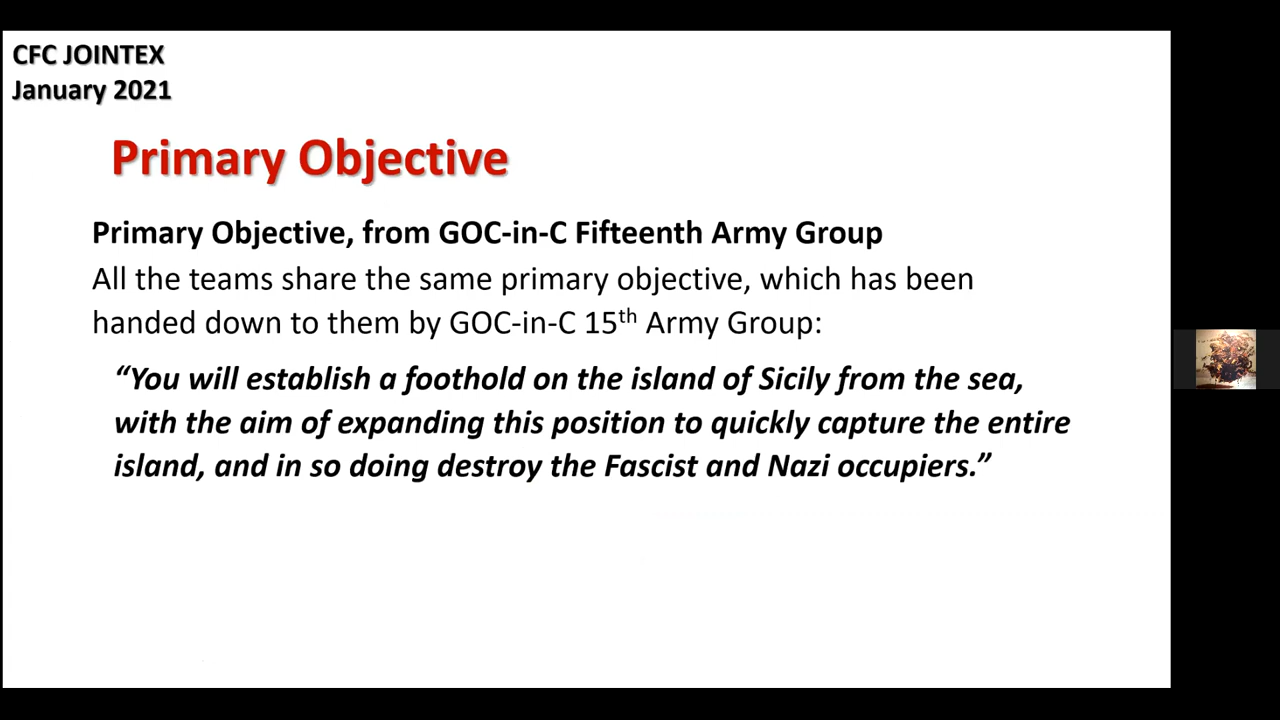 CFC JOINTEX
January 2021
Primary Objective
Primary Objective, from GOC-in-C Fifteenth Army Group
All the teams share the same primary objective, which has been
handed down to them by GOC-in-C 15th Army Group:
“You will establish a foothold on the island of Sicily from the sea,
with the aim of expanding this position to quickly capture the entire
island, and in so doing destroy the Fascist and Nazi occupiers.”